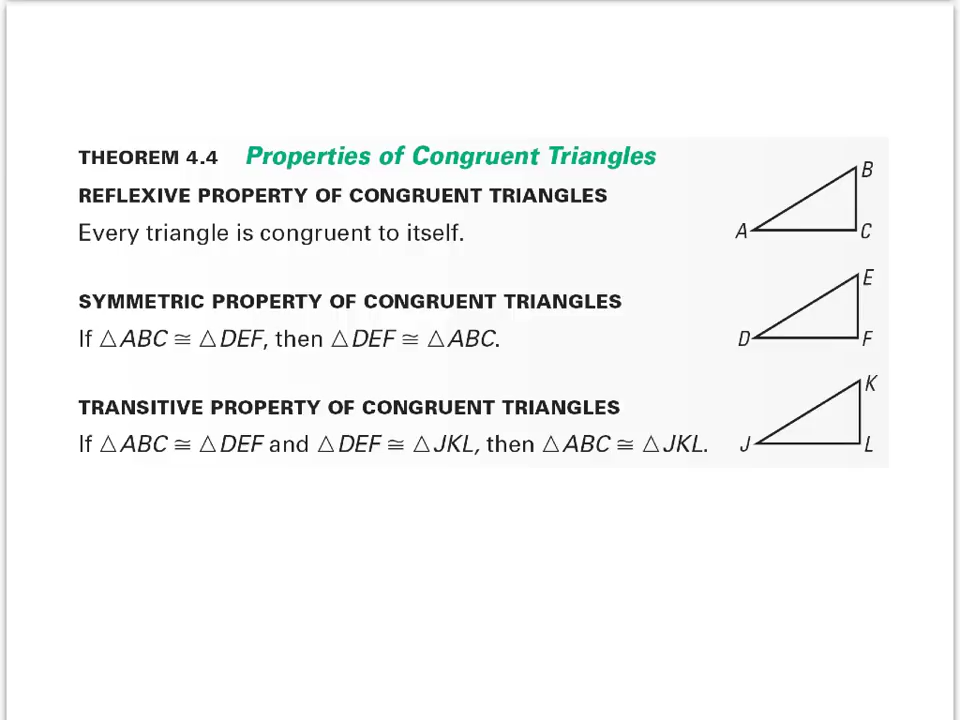 THEOREM 4.4 Properties of Congruent Triangles
REFLEXIVE PROPERTY OF CONGRUENT TRIANGLES
Every triangle is congruent to itself.
B
A
C
SYMMETRIC PROPERTY OF CONGRUENT TRIANGLES
If △ABC ≅ △DEF, then △DEF ≅ △ABC.
E
D
F
TRANSITIVE PROPERTY OF CONGRUENT TRIANGLES
If △ABC ≅ △DEF and △DEF ≅ △JKL, then △ABC ≅ △JKL.
K
J
L